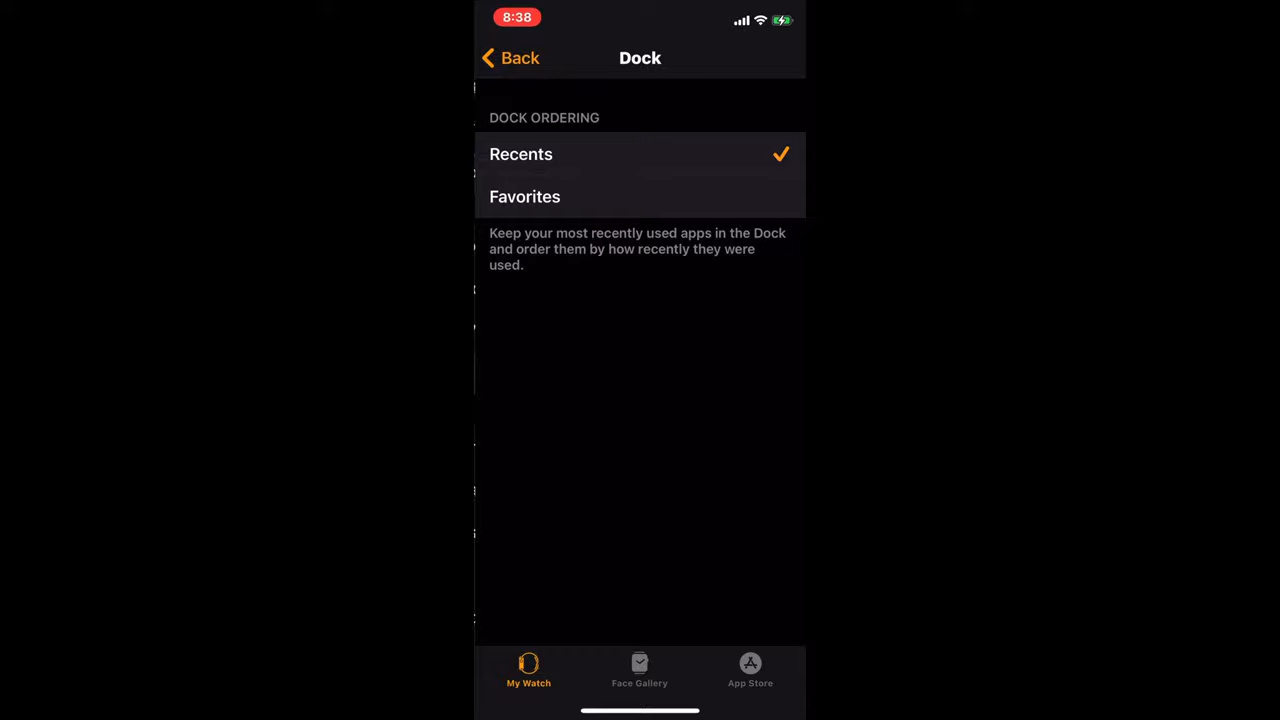 8:38
Back
Dock
DOCK ORDERING
Recents
Favorites
Keep your most recently used apps in the Dock
and order them by how recently they were
used.
My Watch
Face Gallery
App Store